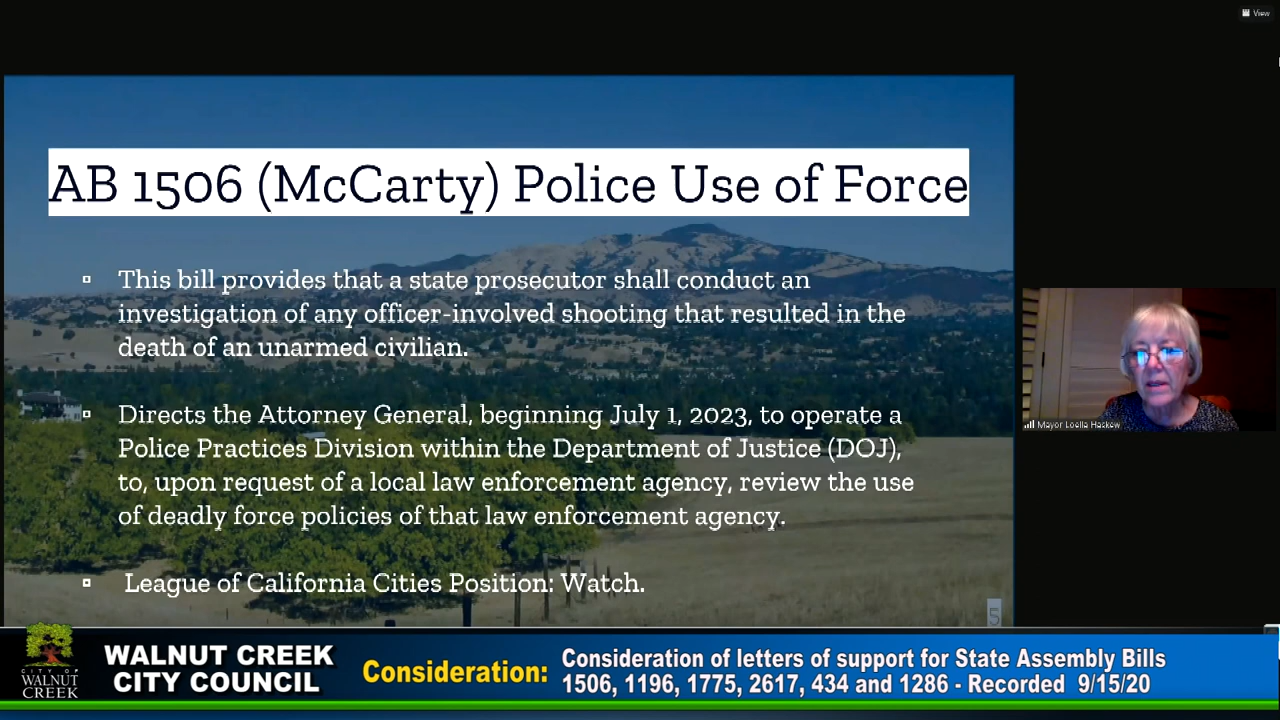 View
AB 1506 (McCarty) Police Use of Force
▫ This bill provides that a state prosecutor shall conduct an
investigation of any officer-involved shooting that resulted in the
death of an unarmed civilian.
▫ Directs the Attorney General, beginning July 1, 2023, to operate a
Police Practices Division within the Department of Justice (DOJ),
to, upon request of a local law enforcement agency, review the use
of deadly force policies of that law enforcement agency.
▫ League of California Cities Position: Watch.
5
Mayor Loella Haskew
CITY OF
WALNUT
CREEK
WALNUT CREEK
CITY COUNCIL
Consideration:
Consideration of letters of support for State Assembly Bills
1506, 1196, 1775, 2617, 434 and 1286 - Recorded 9/15/20